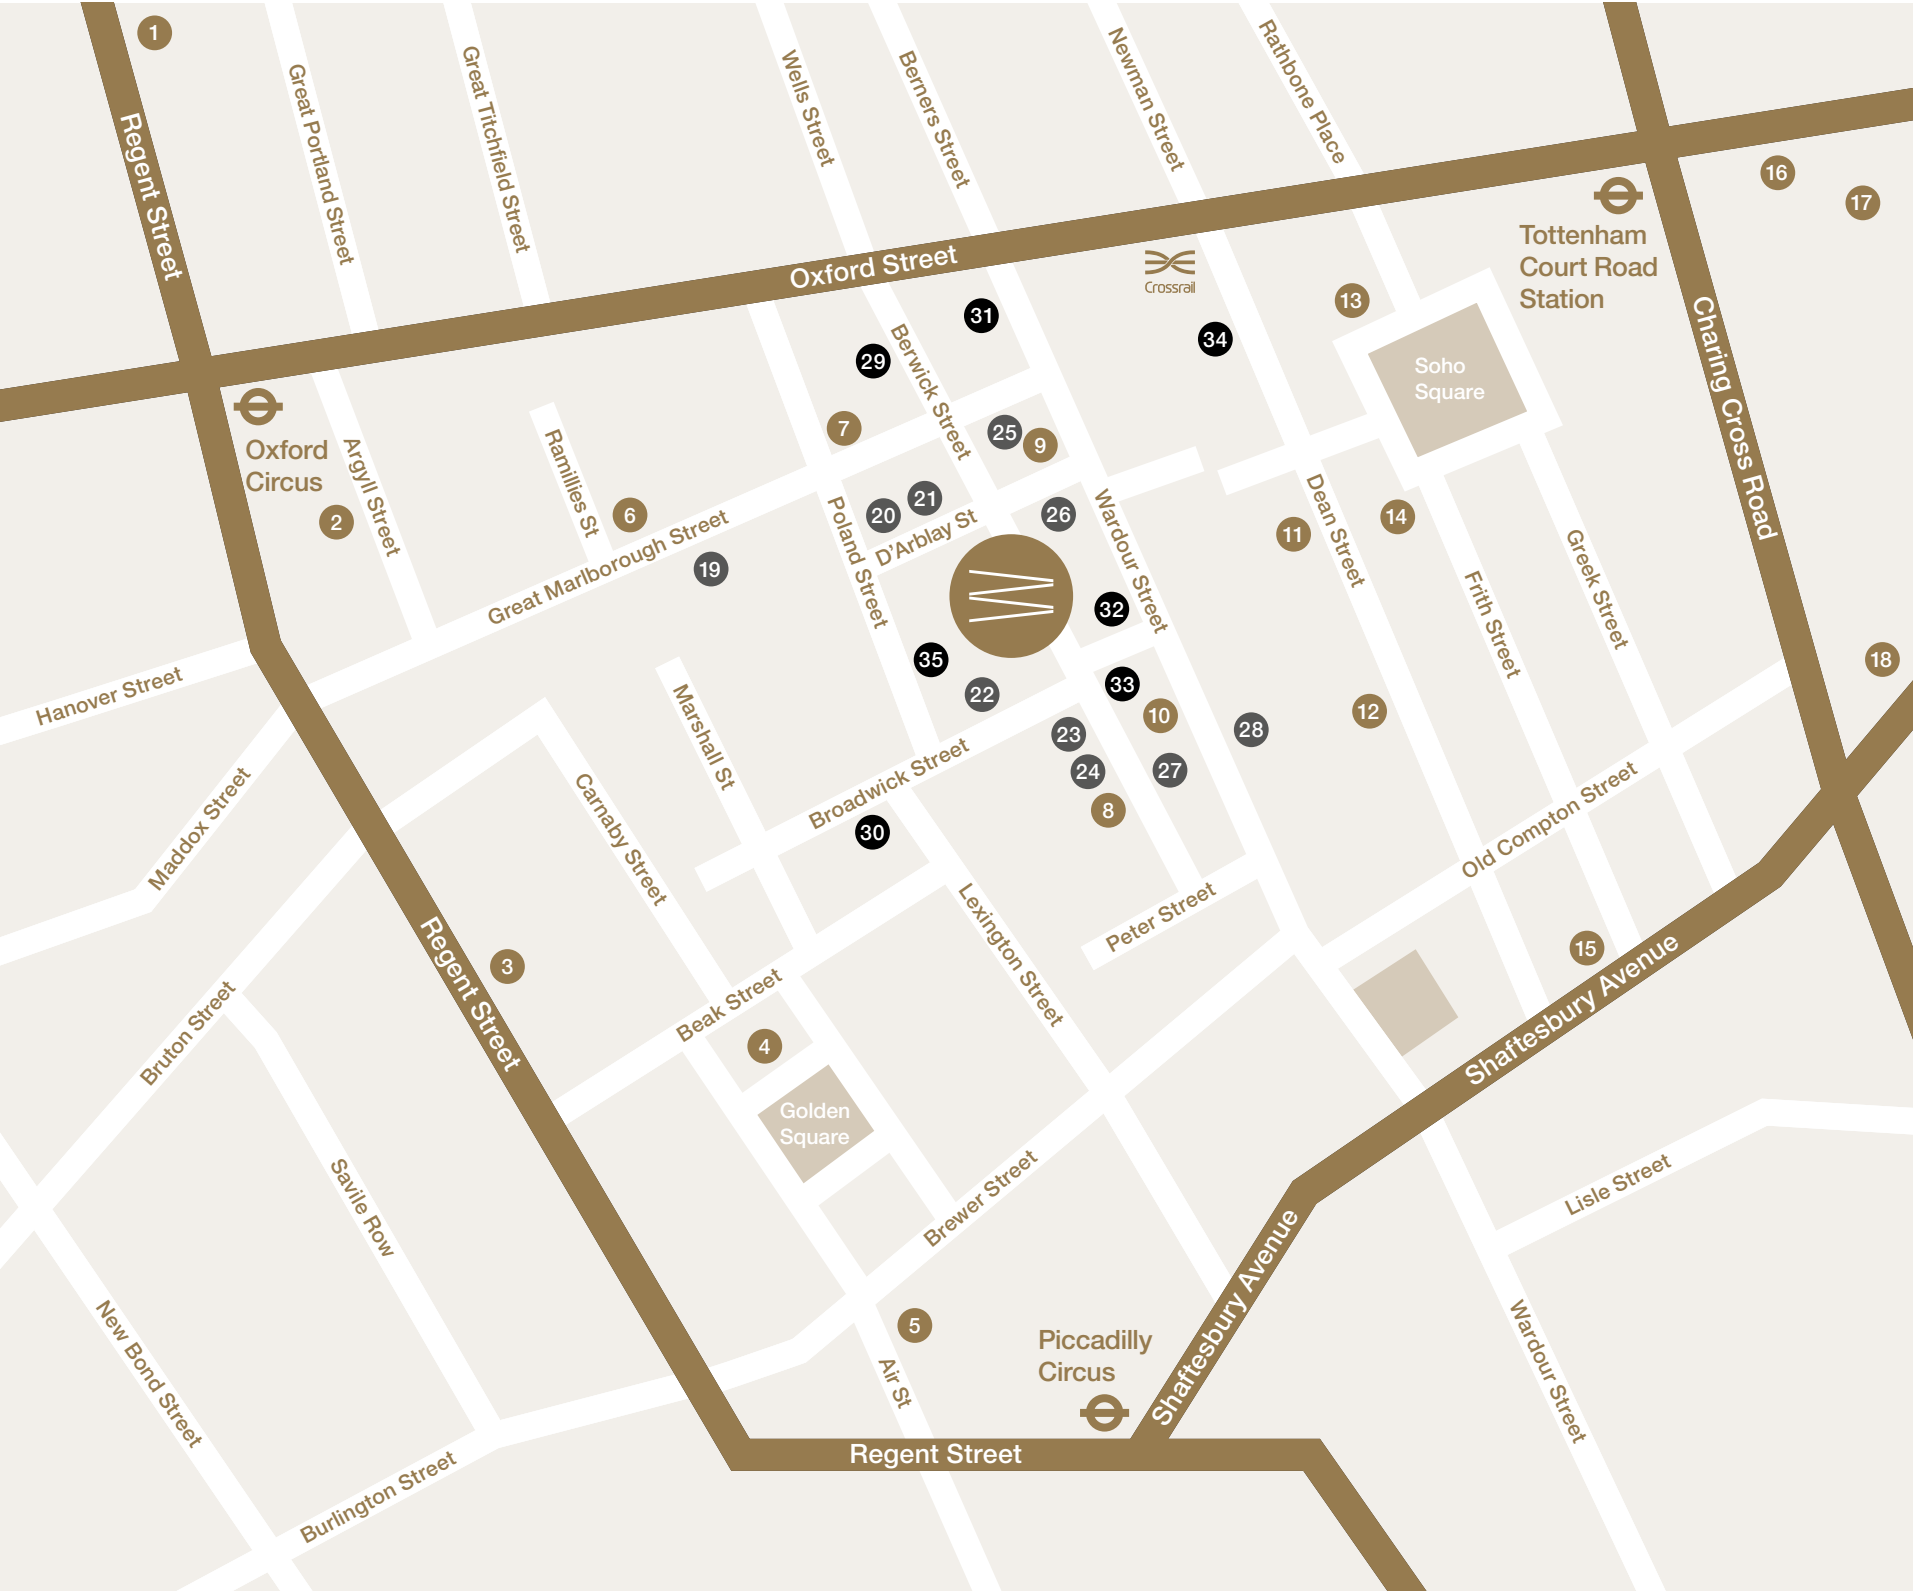 1
Great Portland Street
Great Titchfield Street
Wells Street
Berners Street
Newman Street
Rathbone Place
Regent Street
16
17
Tottenham
Court Road
Station
Oxford Street
Crossrail
13
31
34
29
Berwick Street
Soho
Square
Charing Cross Road
Oxford
Circus
Argyll Street
Ramillies St
7
25
9
2
6
20
21
26
11
14
Great Marlborough Street
Poland Street
D'Arblay St
Wardour Street
Dean Street
Frith Street
Greek Street
19
32
35
33
22
10
12
18
Hanover Street
Marshall St
23
28
24
27
8
Maddox Street
Carnaby Street
Broadwick Street
30
Old Compton Street
Lexington Street
Peter Street
Regent Street
3
15
Bruton Street
Beak Street
4
Shaftesbury Avenue
Golden
Square
Savile Row
Brewer Street
Lisle Street
New Bond Street
5
Piccadilly
Circus
Shaftesbury Avenue
Wardour Street
Air St
Regent Street
Burlington Street